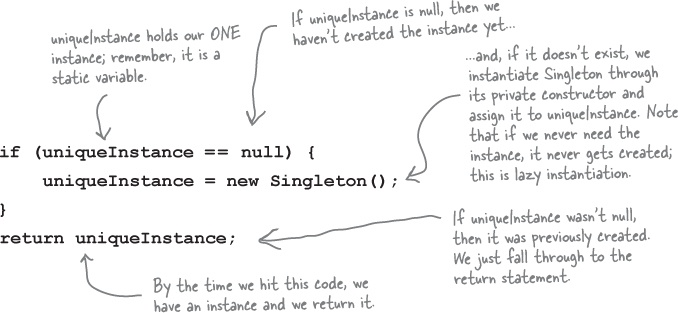 uniqueInstance holds our ONE
instance; remember, it is a
static variable.
If uniqueInstance is null, then we
haven't created the instance yet...
...and, if it doesn't exist, we
instantiate Singleton through
its private constructor and
assign it to uniqueInstance. Note
that if we never need the
instance, it never gets created;
this is lazy instantiation.
if (uniqueInstance == null) {
uniqueInstance = new Singleton();
}
return uniqueInstance;
If uniqueInstance wasn't null,
then it was previously created.
We just fall through to the
return statement.
By the time we hit this code, we
have an instance and we return it.